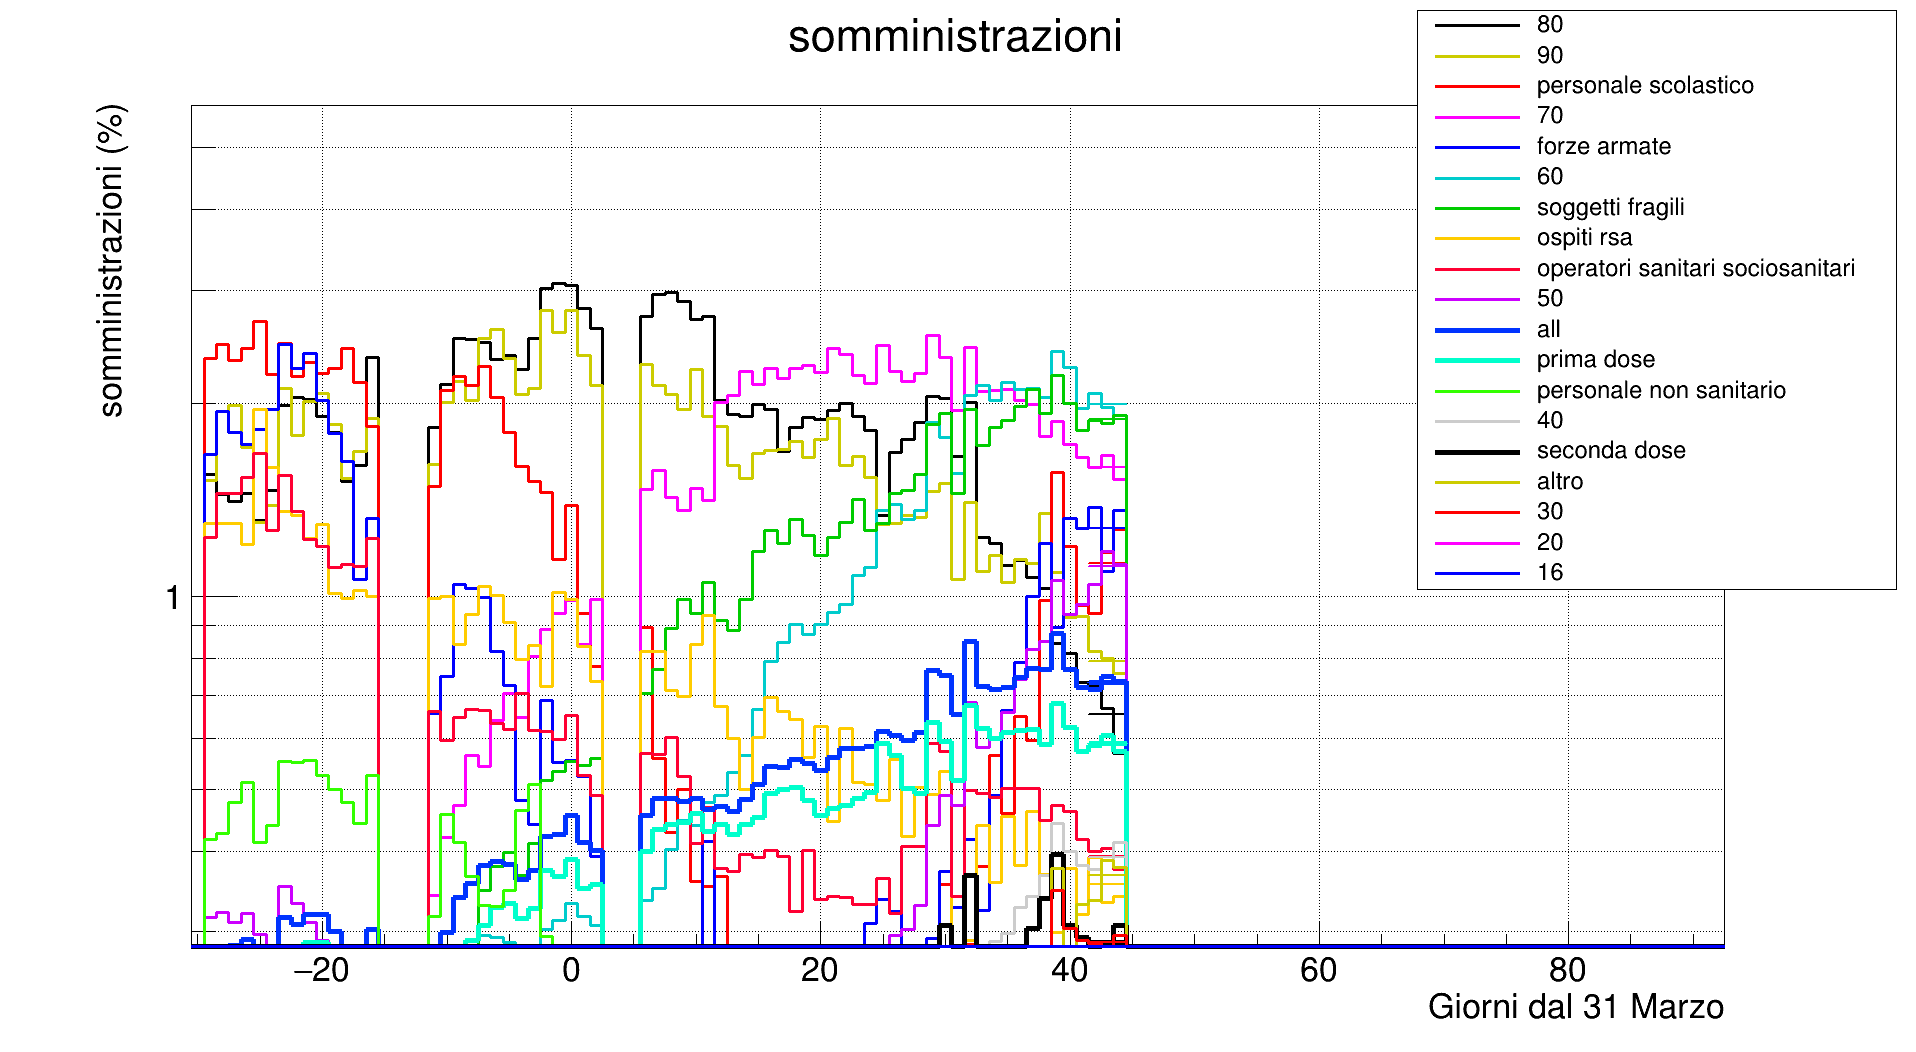 somministrazioni
80
90
personale scolastico
70
forze armate
60
soggetti fragili
ospiti rsa
operatori sanitari sociosanitari
50
all
prima dose
personale non sanitario
40
seconda dose
altro
30
20
16
somministrazioni (%)
1
−20 0 20 40 60 80
Giorni dal 31 Marzo